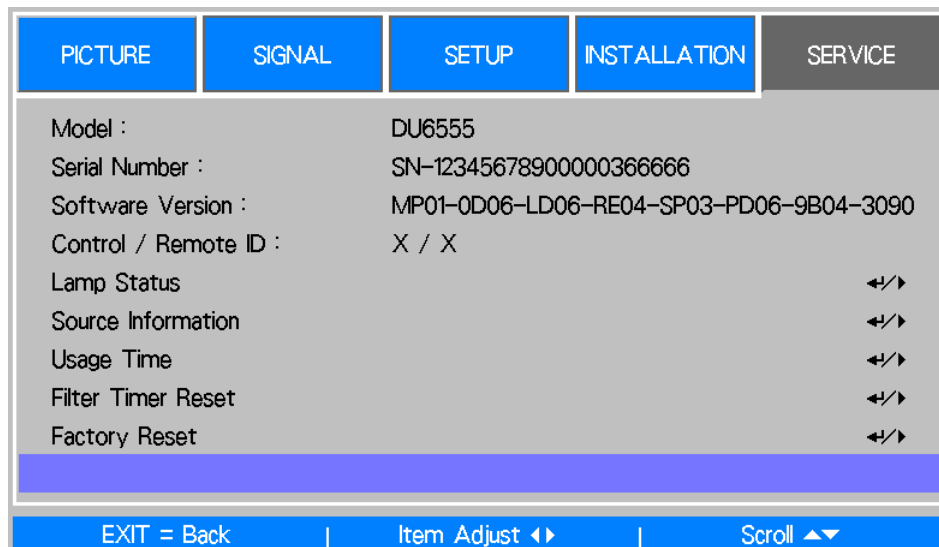 PICTURE SIGNAL SETUP INSTALLATION SERVICE
Model : DU6555
Serial Number : SN-12345678900000366666
Software Version : MP01-0D06-LD06-RE04-SP03-PD06-9B04-3090
Control / Remote ID : X / X
Lamp Status ↵/▶
Source Information ↵/▶
Usage Time ↵/▶
Filter Timer Reset ↵/▶
Factory Reset ↵/▶
EXIT = Back | Item Adjust ◀▶ | Scroll ▲▼